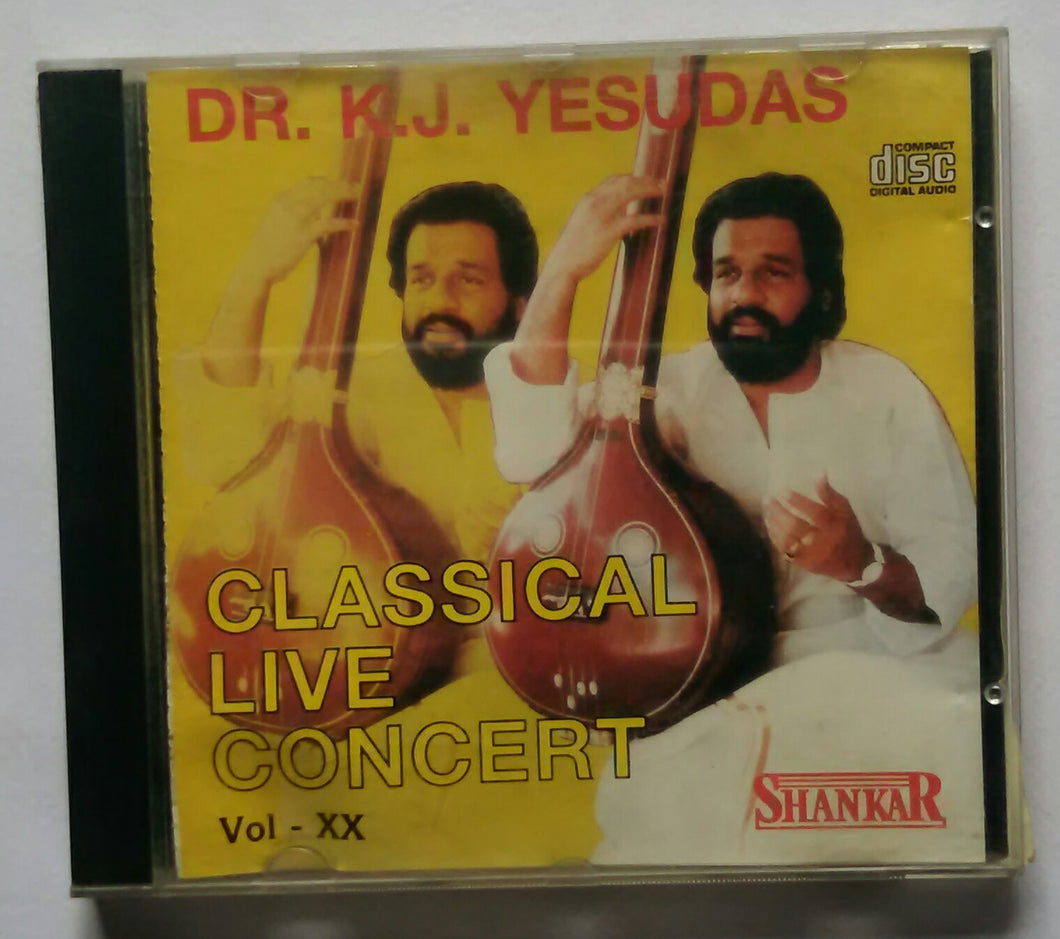 DR. K.J. YESUDAS
COMPACT
disc
DIGITAL AUDIO
CLASSICAL
LIVE
CONCERT
Vol - XX
SHANKAR